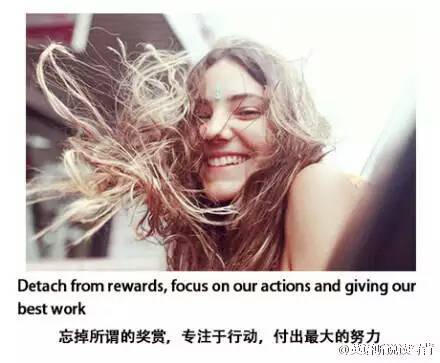 Detach from rewards, focus on our actions and giving our
best work
忘掉所谓的奖赏，专注于行动，付出最大的努力